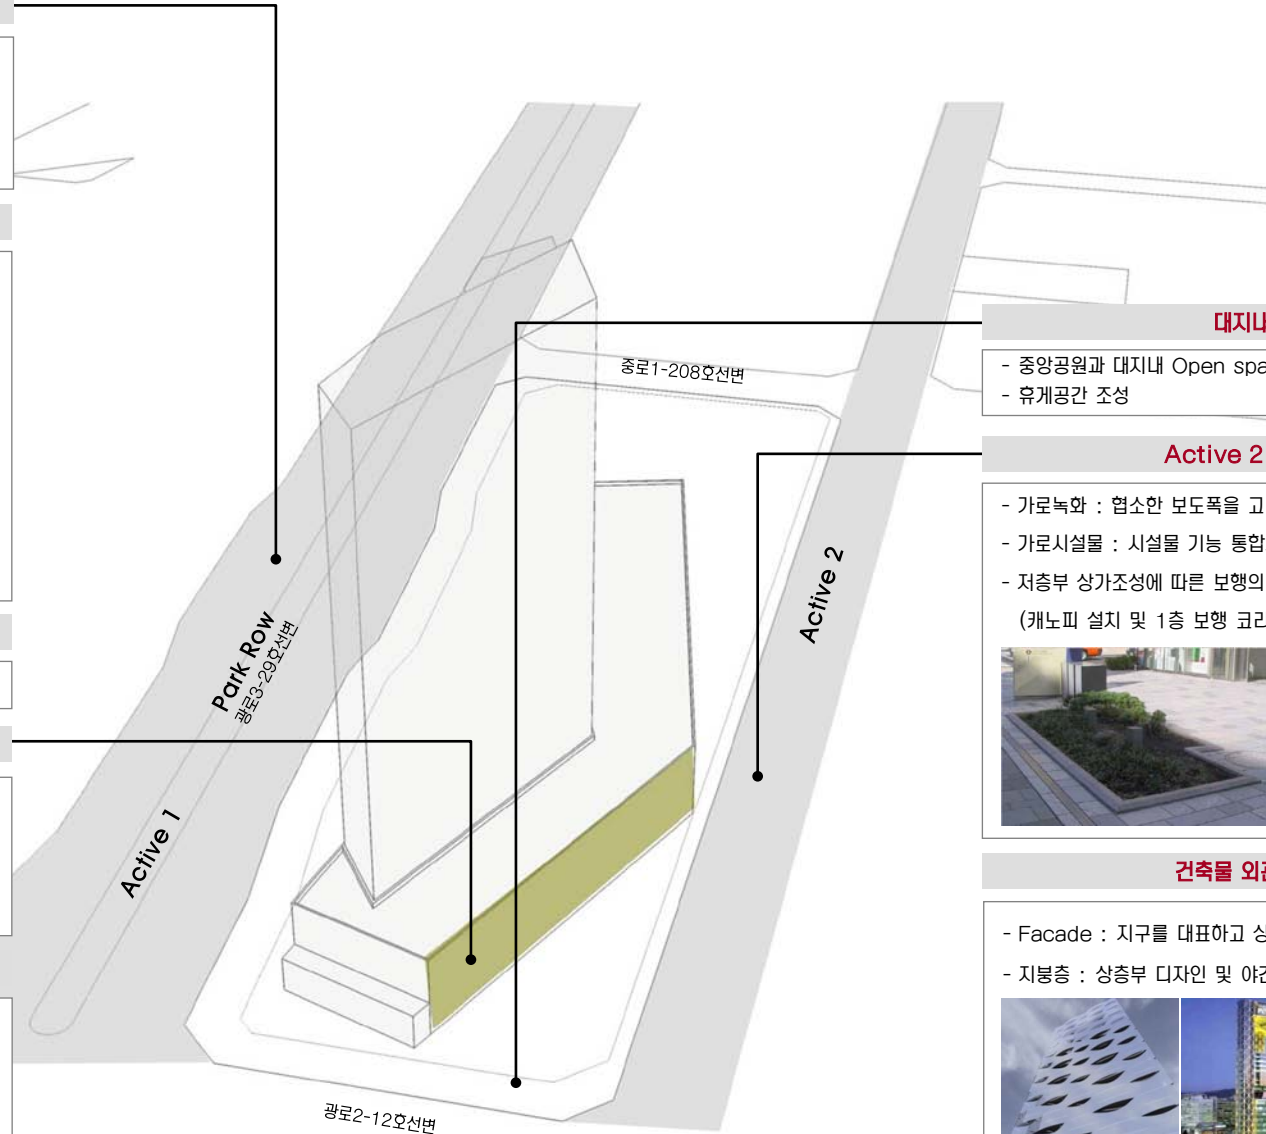 중로1-208호선변
Park Row
광로3-29호선변
Active 1
Active 2
광로2-12호선변
대지내
- 중앙공원과 대지내 Open spa
- 휴게공간 조성
Active 2
- 가로녹화 : 협소한 보도폭을 고
- 가로시설물 : 시설물 기능 통합
- 저층부 상가조성에 따른 보행의
(캐노피 설치 및 1층 보행 코리
건축물 외관
- Facade : 지구를 대표하고 상
- 지붕층 : 상층부 디자인 및 야간